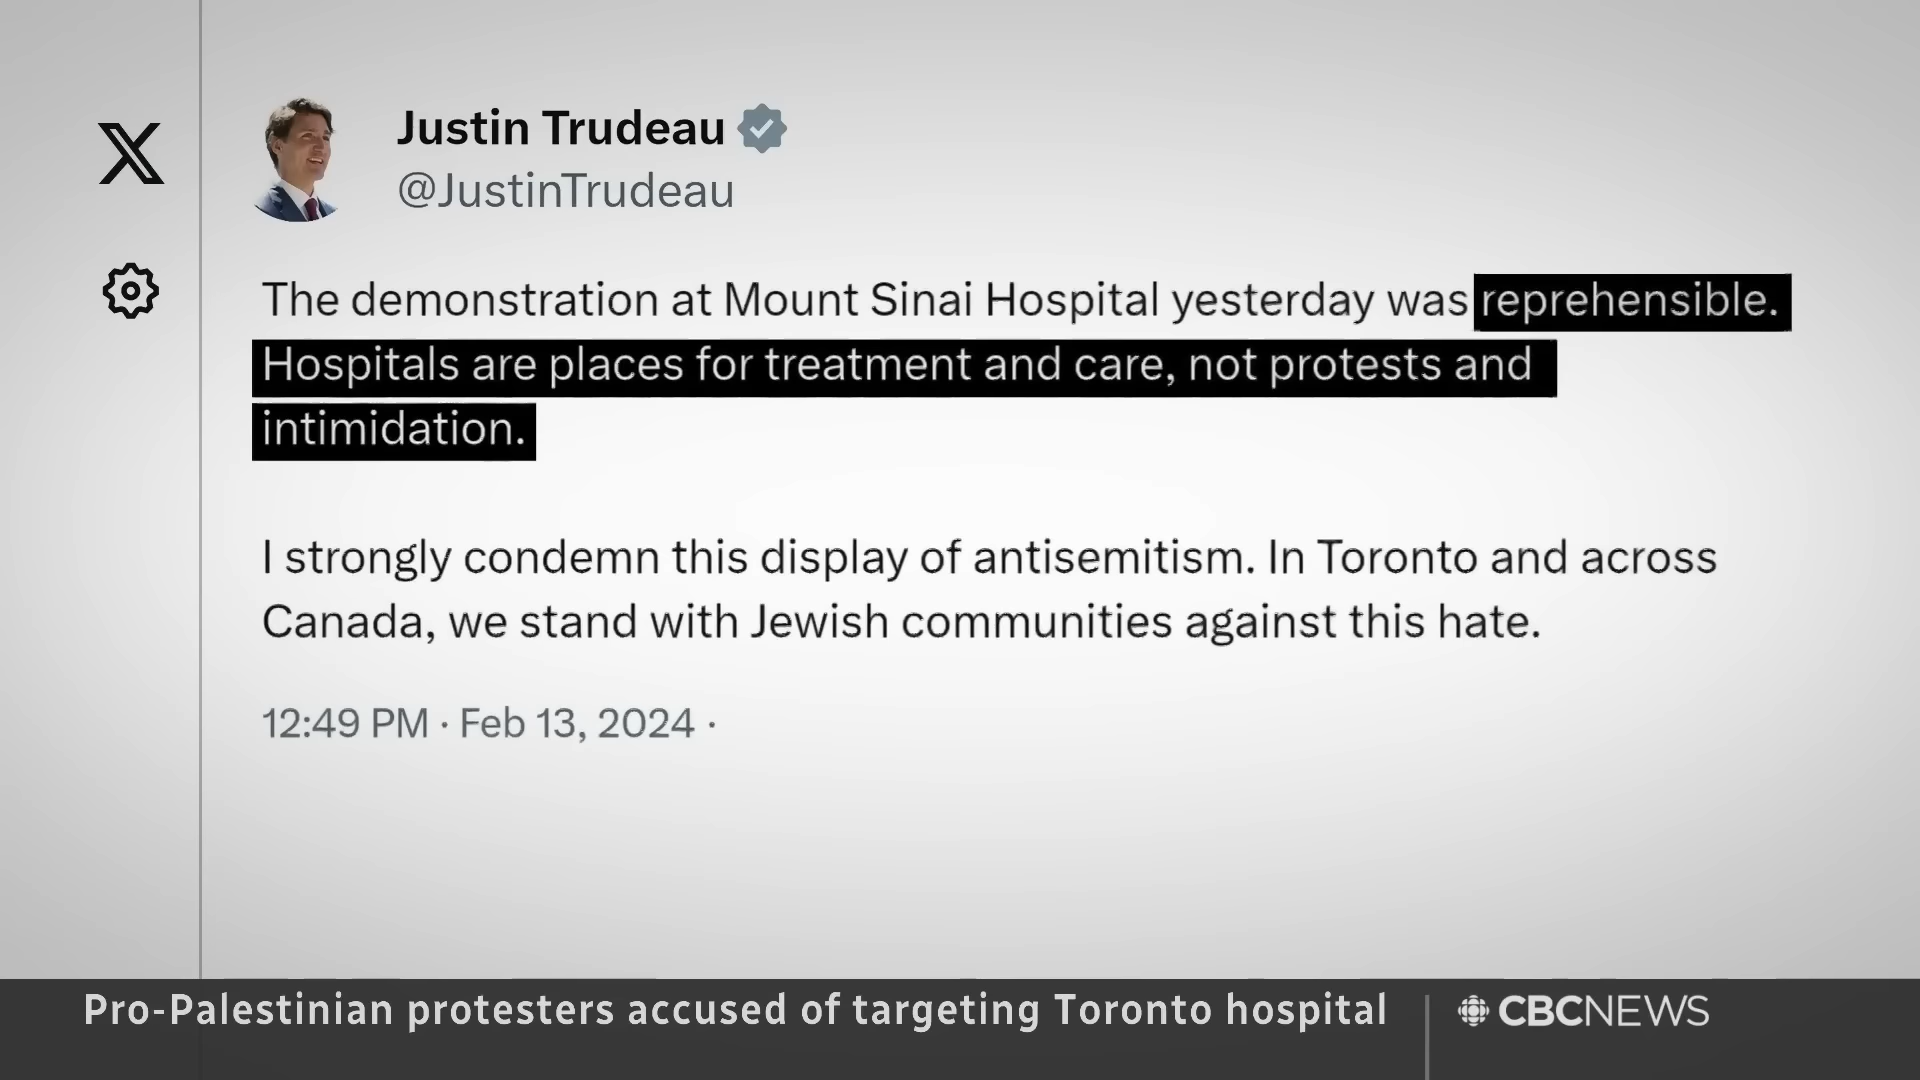 Justin Trudeau
@JustinTrudeau
The demonstration at Mount Sinai Hospital yesterday was reprehensible.
Hospitals are places for treatment and care, not protests and
intimidation.
I strongly condemn this display of antisemitism. In Toronto and across
Canada, we stand with Jewish communities against this hate.
12:49 PM · Feb 13, 2024 ·
Pro-Palestinian protesters accused of targeting Toronto hospital
CBCNEWS